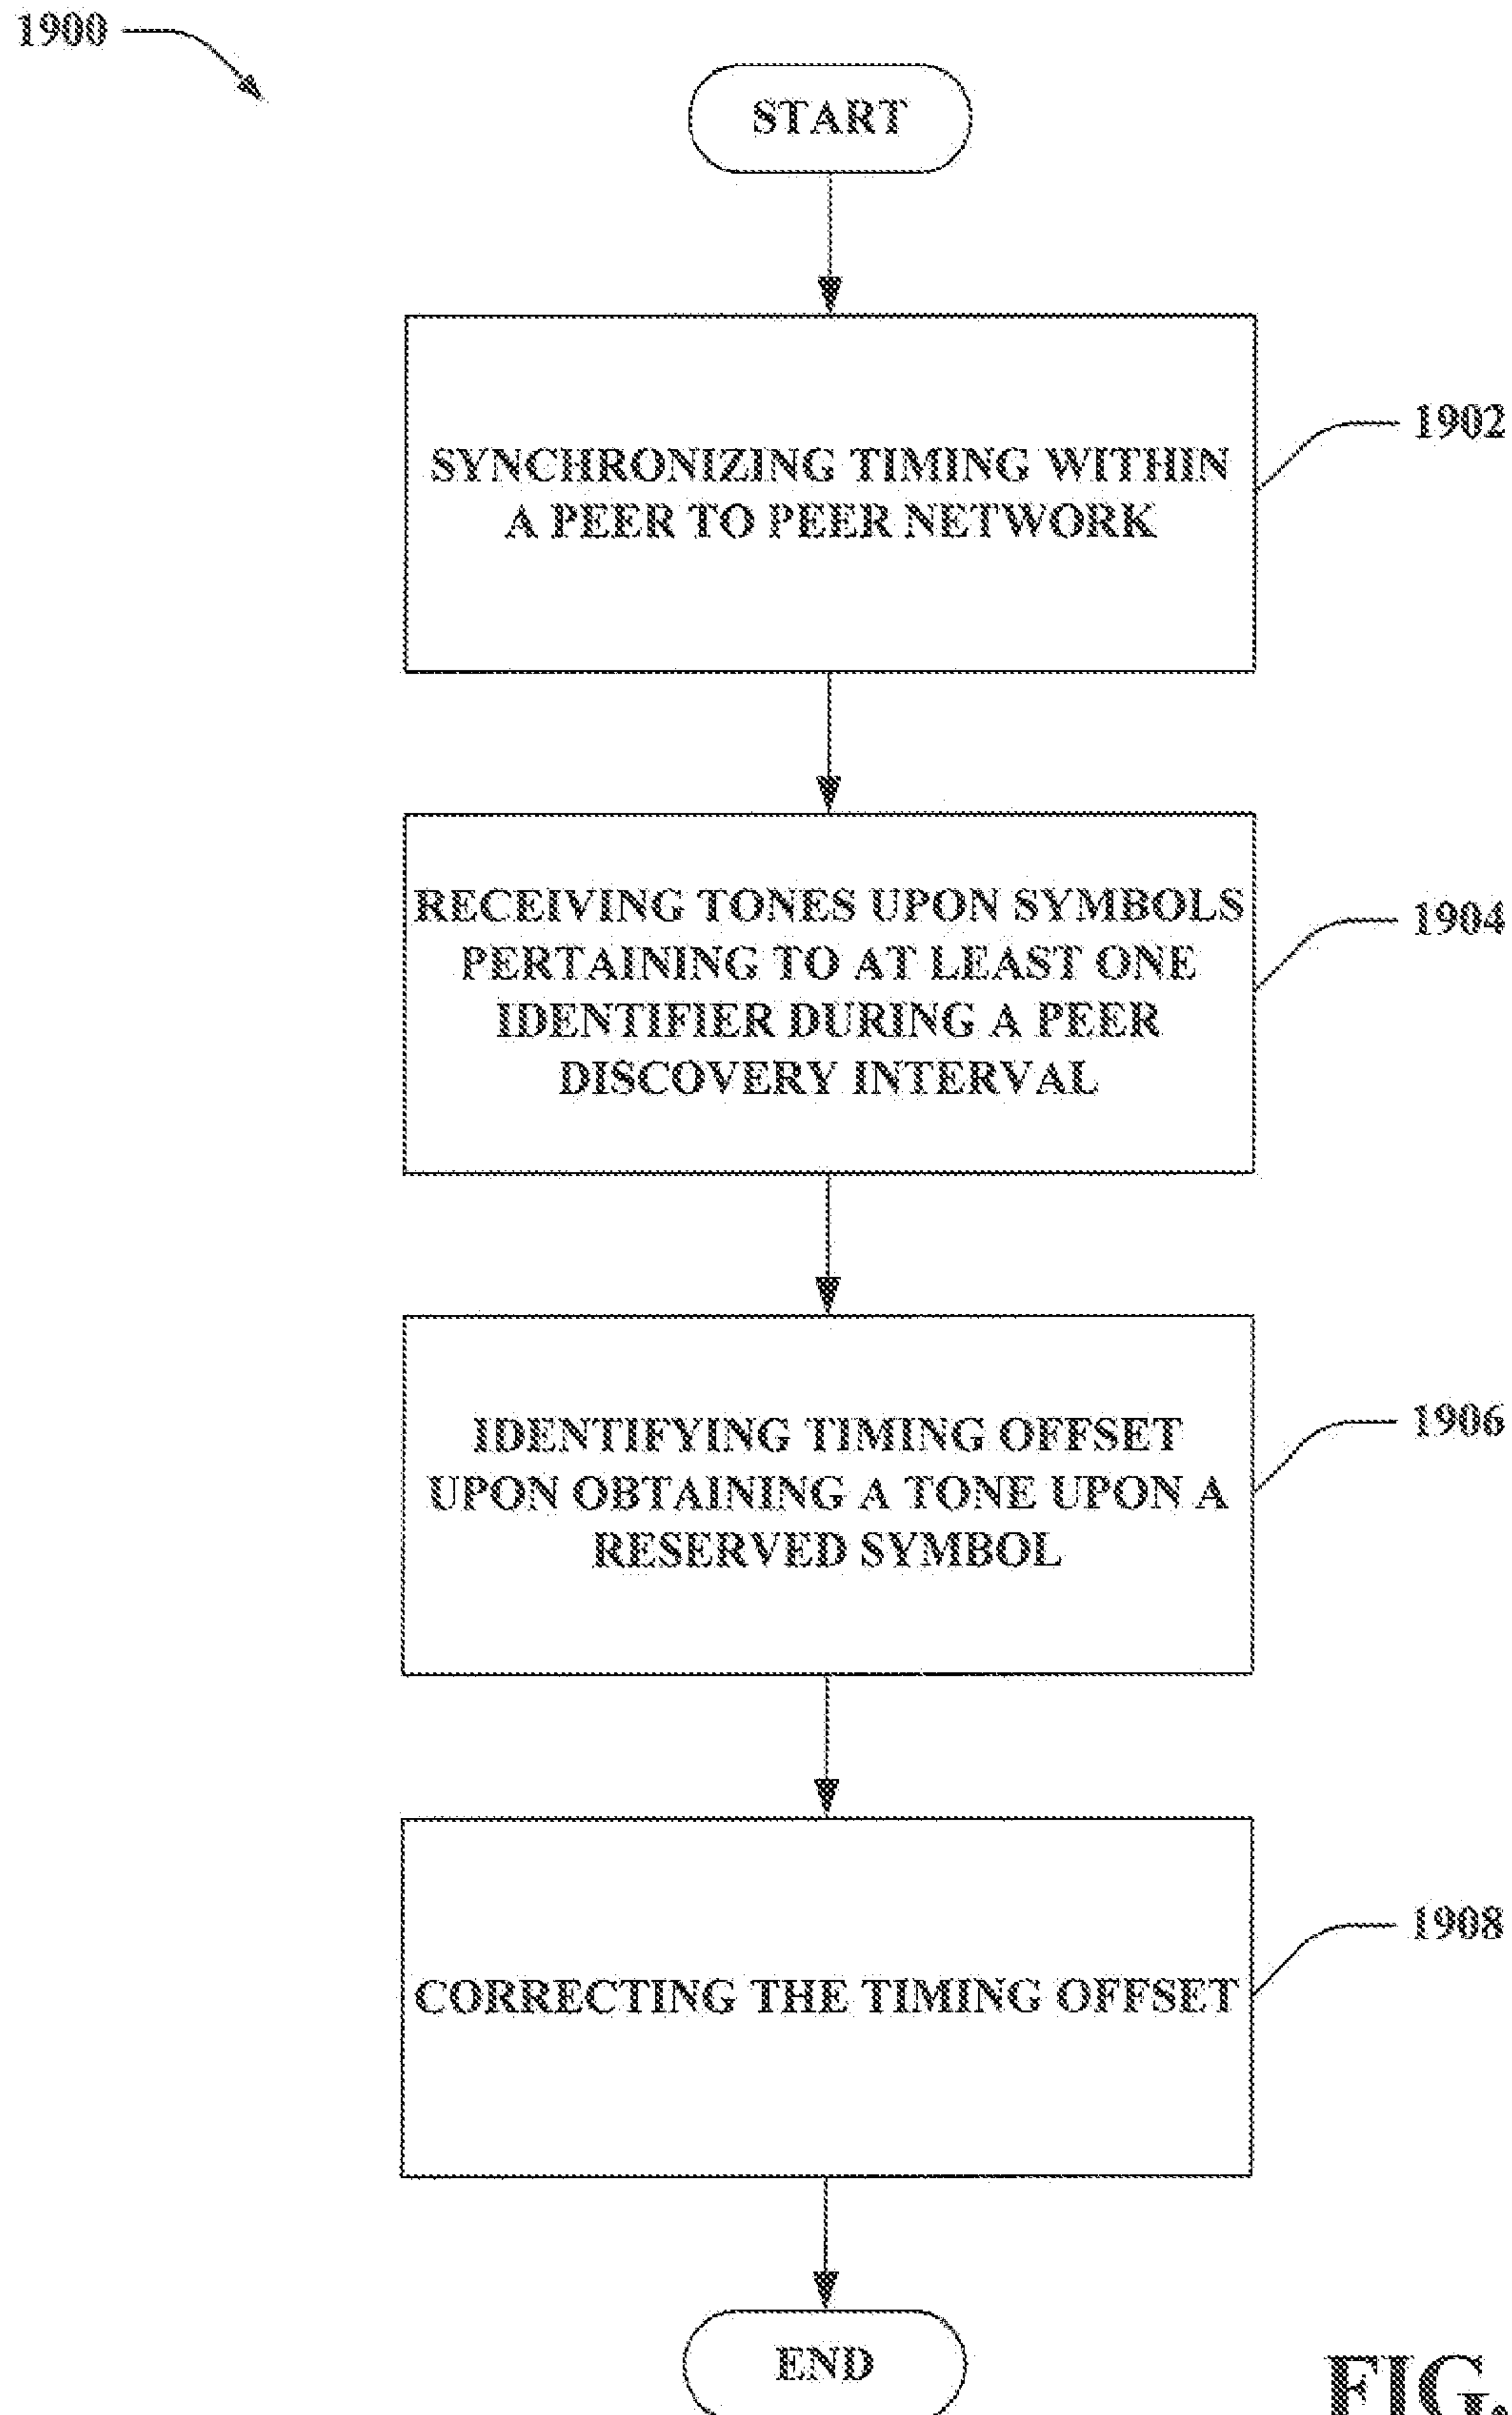 1900
START
SYNCHRONIZING TIMING WITHIN
A PEER TO PEER NETWORK
1902
RECEIVING TONES UPON SYMBOLS
PERTAINING TO AT LEAST ONE
IDENTIFIER DURING A PEER
DISCOVERY INTERVAL
1904
IDENTIFYING TIMING OFFSET
UPON OBTAINING A TONE UPON A
RESERVED SYMBOL
1906
CORRECTING THE TIMING OFFSET
1908
END
FIG.